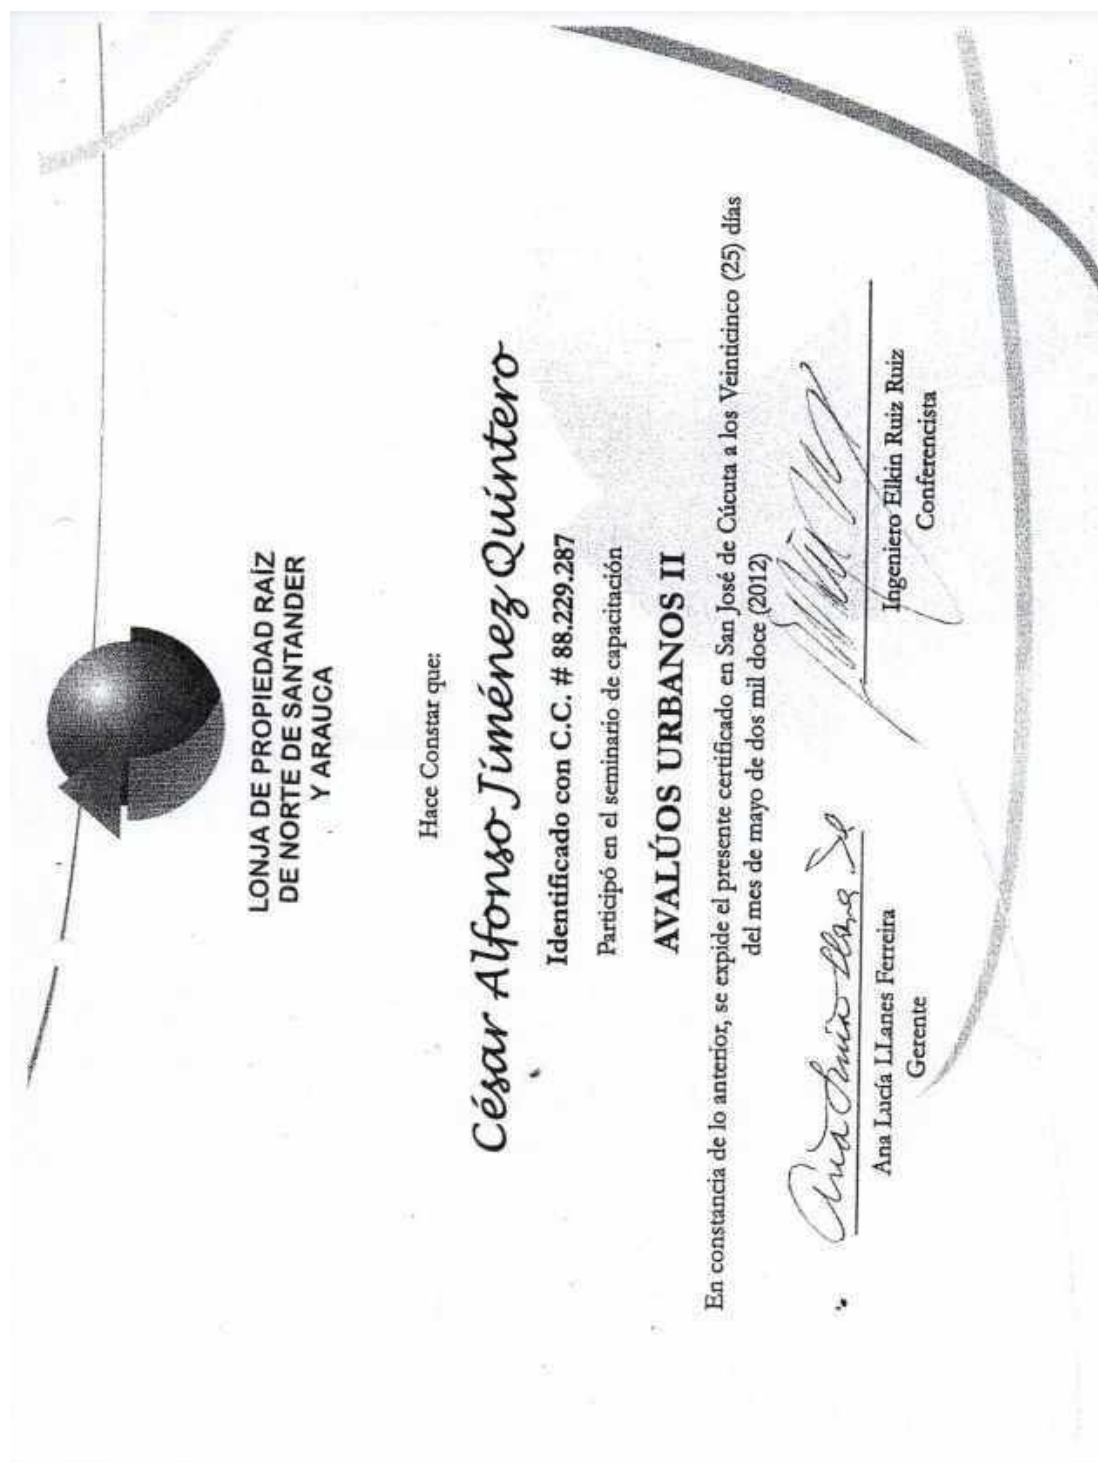 LONJA DE PROPIEDAD RAÍZ
DE NORTE DE SANTANDER
Y ARAUCA
Hace Constar que:
César Alfonso Jiménez Quintero
Identificado con C.C. # 88.229.287
Participó en el seminario de capacitación
AVALÚOS URBANOS II
En constancia de lo anterior, se expide el presente certificado en San José de Cúcuta a los Veinticinco (25) días
del mes de mayo de dos mil doce (2012)
Ana Lucía LLanes Ferreira
Gerente
Ingeniero Elkin Ruiz Ruiz
Conferencista